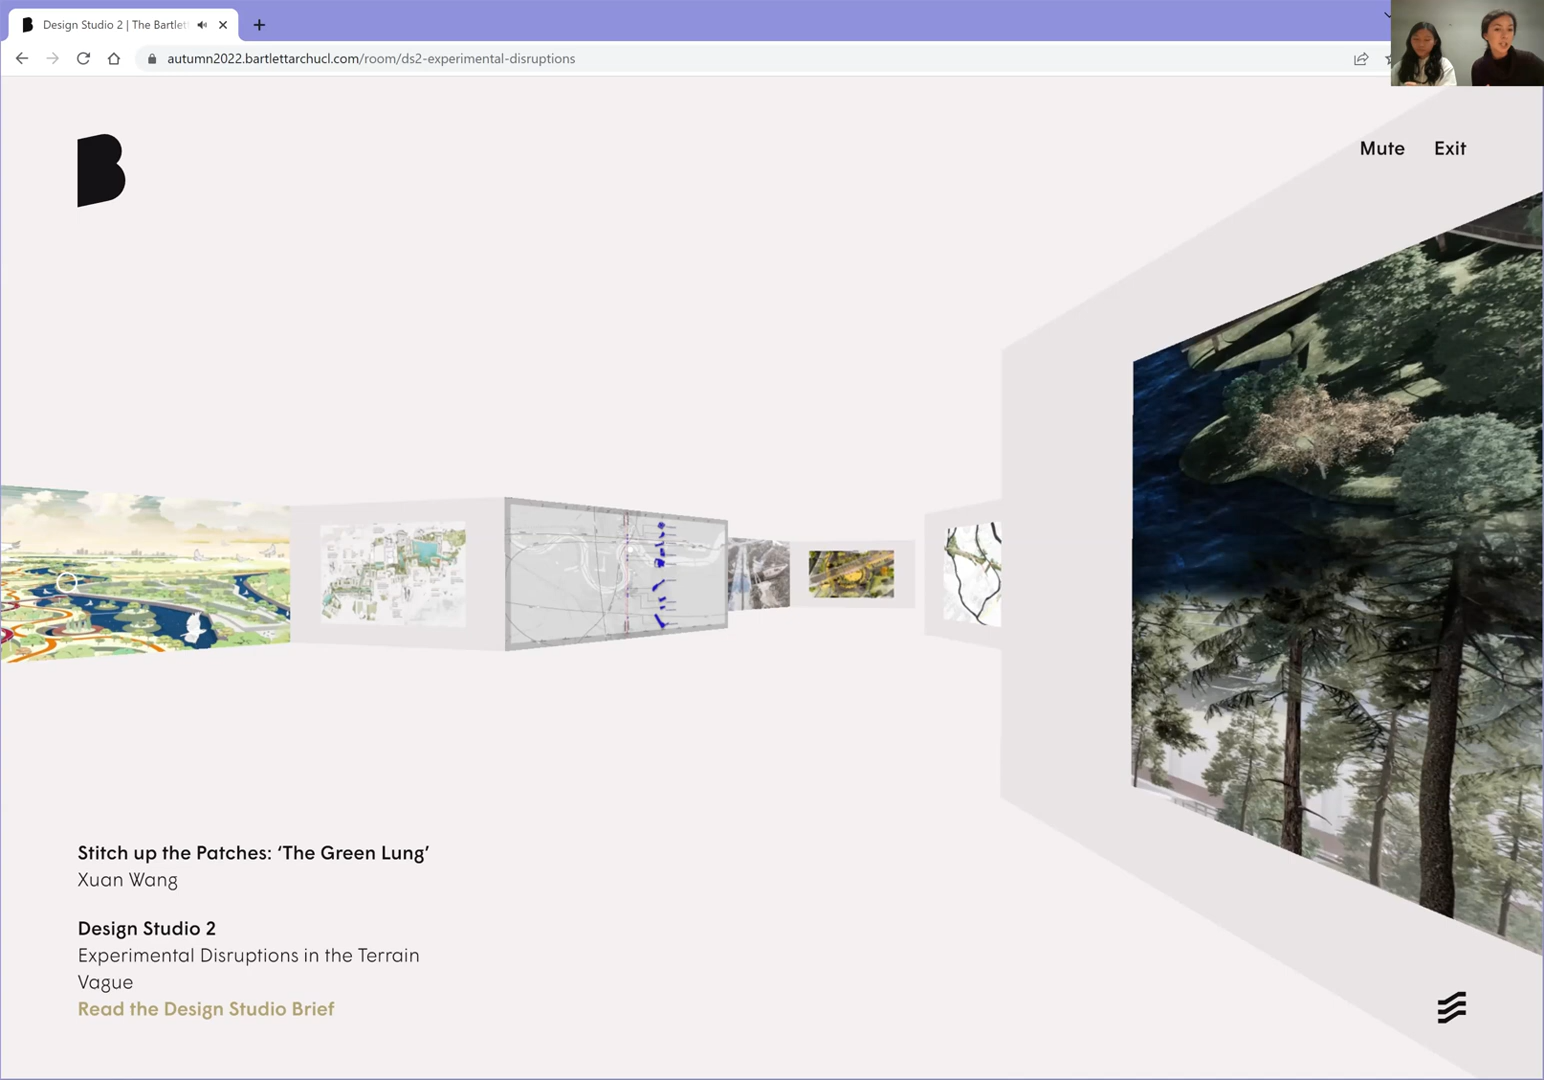 Design Studio 2 | The Bartlet
autumn2022.bartlettarchucl.com/room/ds2-experimental-disruptions
B
Mute Exit
Stitch up the Patches: ‘The Green Lung’
Xuan Wang
Design Studio 2
Experimental Disruptions in the Terrain
Vague
Read the Design Studio Brief